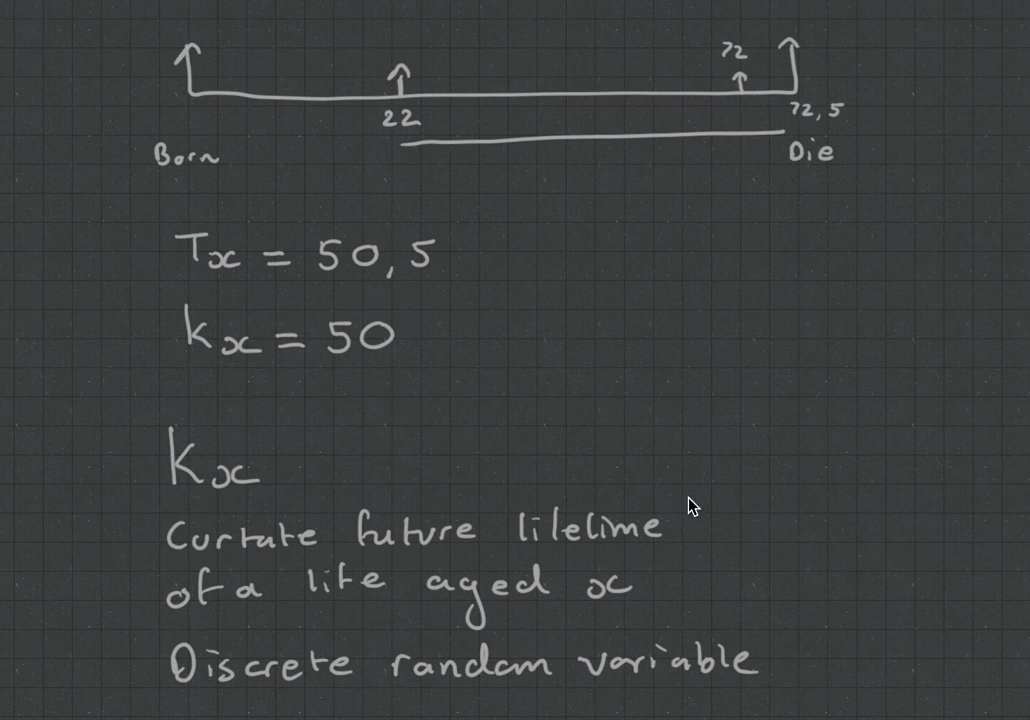 72
22
72,5
Born
Die
Tx = 50,5
kx = 50
Kx
Curtate future lifelime
of a life aged x
Discrete random variable